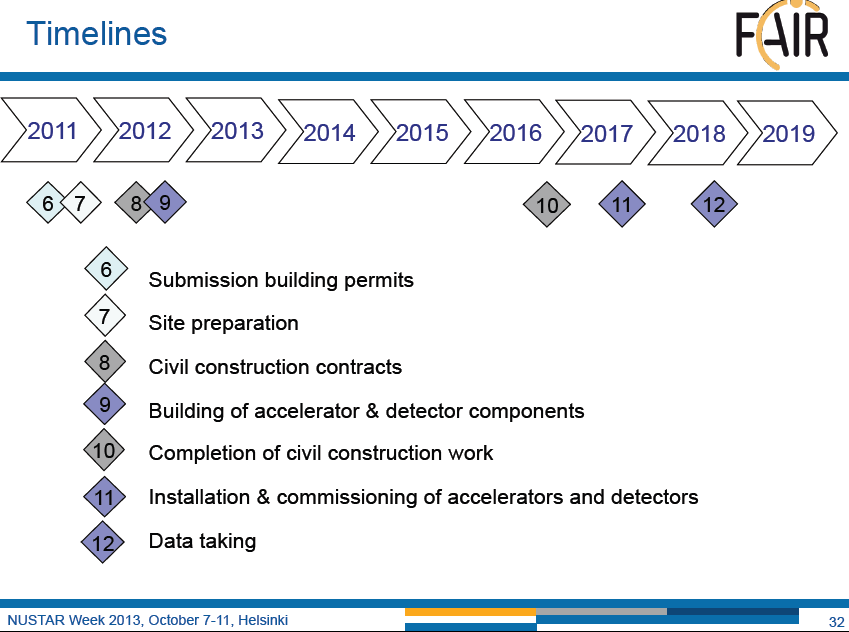 Timelines
FAIR
2011 2012 2013 2014 2015 2016 2017 2018 2019
6 7 8 9 10 11 12
6 Submission building permits
7 Site preparation
8 Civil construction contracts
9 Building of accelerator & detector components
10 Completion of civil construction work
11 Installation & commissioning of accelerators and detectors
12 Data taking
NUSTAR Week 2013, October 7-11, Helsinki
32